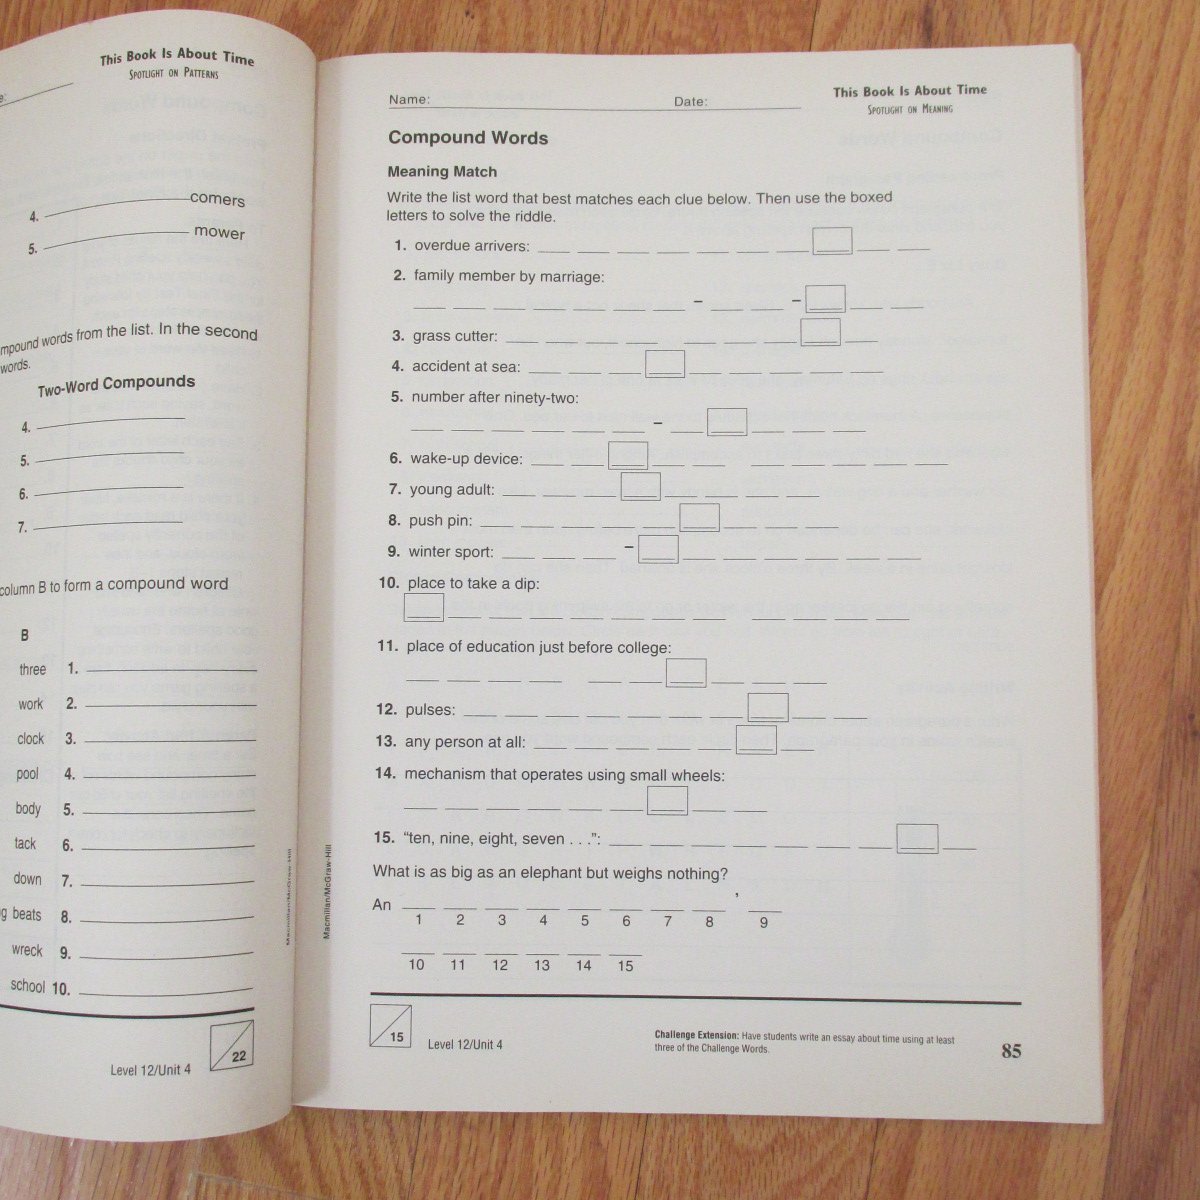 This Book Is About Time
SPOTLIGHT ON PATTERNS
e:
4. comers
5. mower
mpound words from the list. In the second
words.
Two-Word Compounds
4.
5.
6.
7.
column B to form a compound word
B
three 1.
work 2.
clock 3.
pool 4.
body 5.
tack 6.
down 7.
g beats 8.
wreck 9.
school 10.
Macmillan/McGraw-Hill
Level 12/Unit 4
22
Name: Date:
This Book Is About Time
SPOTLIGHT ON MEANING
Compound Words
Meaning Match
Write the list word that best matches each clue below. Then use the boxed
letters to solve the riddle.
1. overdue arrivers:
2. family member by marriage:
– –
3. grass cutter:
4. accident at sea:
5. number after ninety-two:
–
6. wake-up device:
7. young adult:
8. push pin:
9. winter sport: –
10. place to take a dip:
11. place of education just before college:
12. pulses:
13. any person at all:
14. mechanism that operates using small wheels:
15. “ten, nine, eight, seven . . .”:
What is as big as an elephant but weighs nothing?
An ’
1 2 3 4 5 6 7 8 9
10 11 12 13 14 15
Macmillan/McGraw-Hill
15
Level 12/Unit 4
Challenge Extension: Have students write an essay about time using at least
three of the Challenge Words.
85